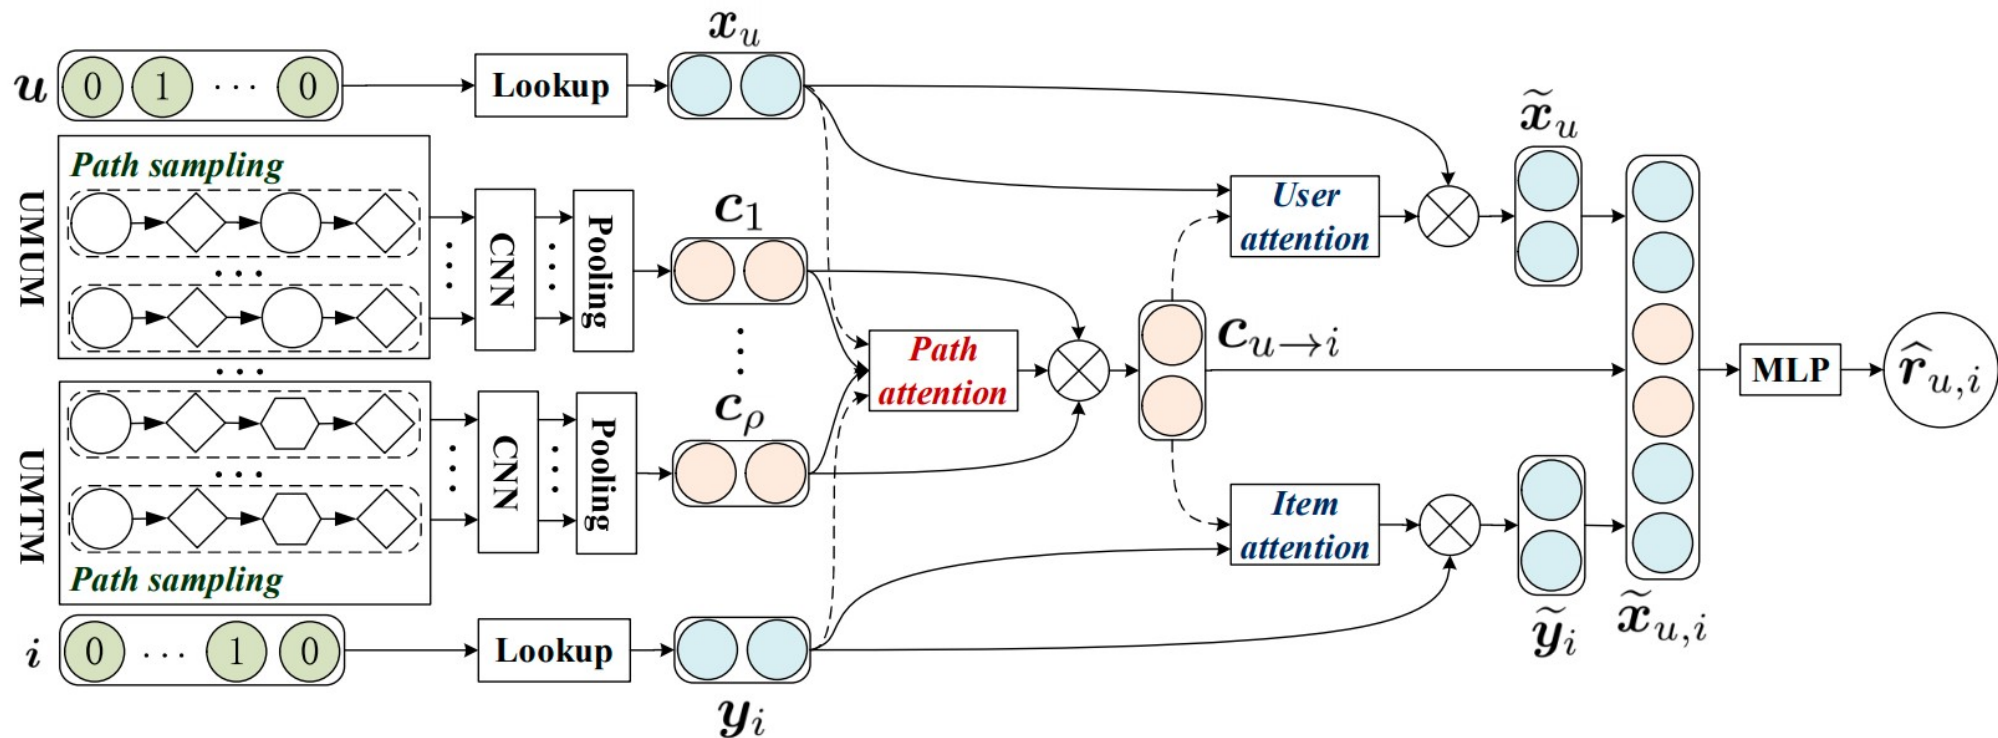 u
0 1 ... 0
Lookup
x_u
UMUM
Path sampling
...
CNN
Pooling
c_1
...
UMTM
...
Path sampling
CNN
Pooling
c_ρ
i
0 ... 1 0
Lookup
y_i
Path
attention
c_{u→i}
User
attention
Item
attention
x̃_u
ỹ_i
x̃_{u,i}
MLP
r̂_{u,i}